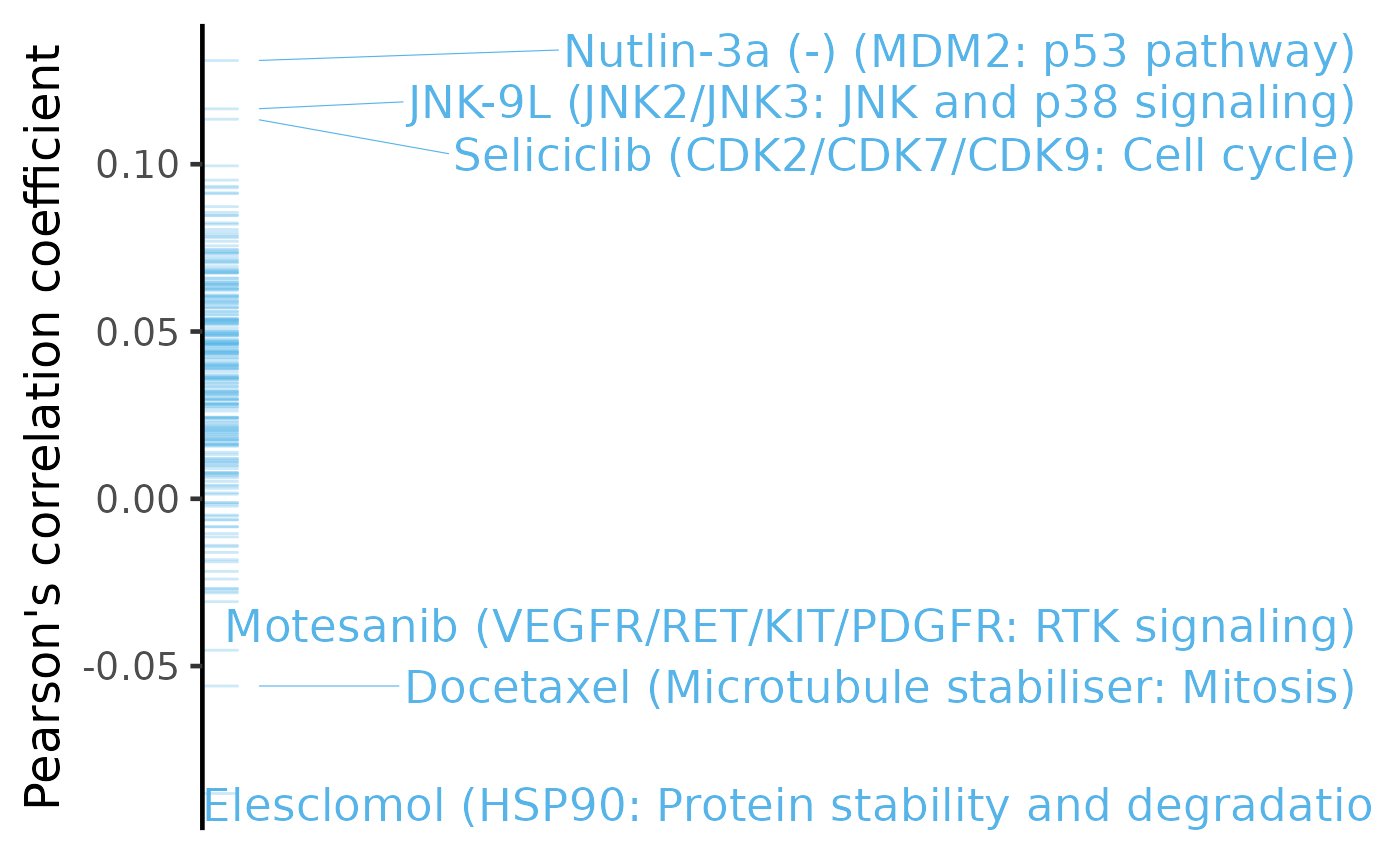 Pearson's correlation coefficient
0.10
0.05
0.00
-0.05
Nutlin-3a (-) (MDM2: p53 pathway)
JNK-9L (JNK2/JNK3: JNK and p38 signaling)
Seliciclib (CDK2/CDK7/CDK9: Cell cycle)
Motesanib (VEGFR/RET/KIT/PDGFR: RTK signaling)
Docetaxel (Microtubule stabiliser: Mitosis)
Elesclomol (HSP90: Protein stability and degradatio